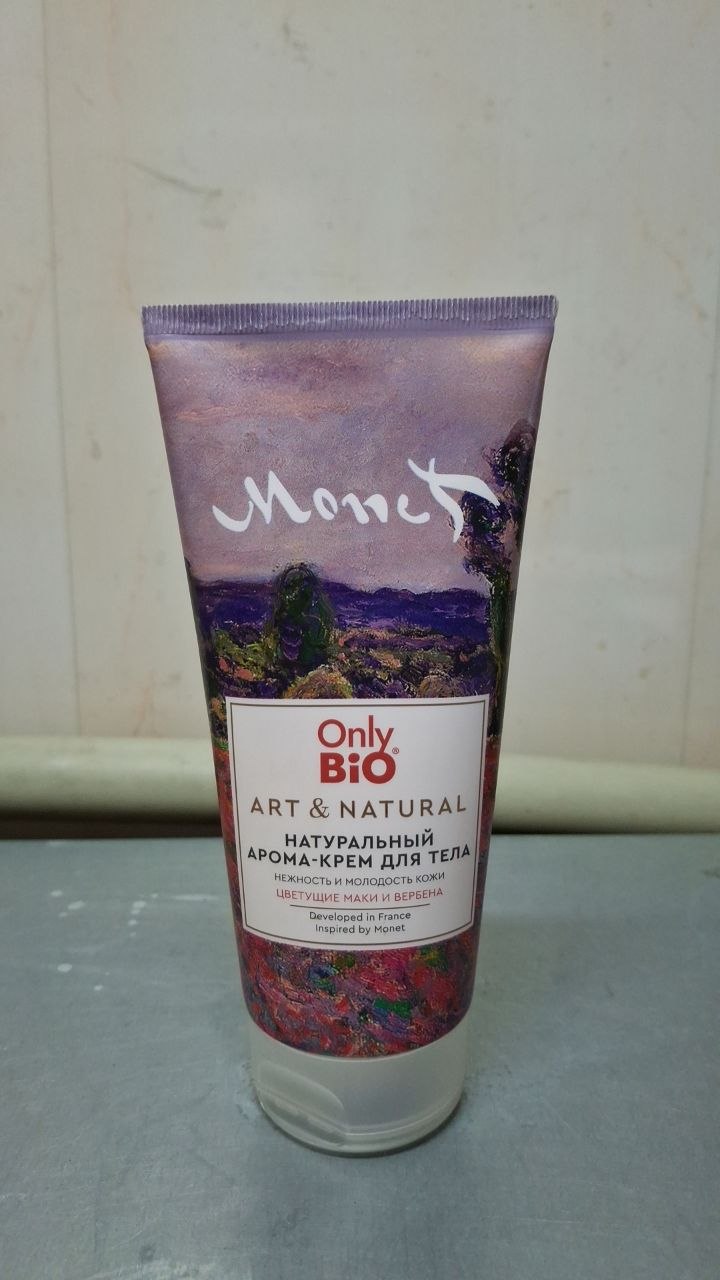 Monet
Only
BiO®
ART & NATURAL
НАТУРАЛЬНЫЙ
АРОМА-КРЕМ ДЛЯ ТЕЛА
НЕЖНОСТЬ И МОЛОДОСТЬ КОЖИ
ЦВЕТУЩИЕ МАКИ И ВЕРБЕНА
Developed in France
Inspired by Monet